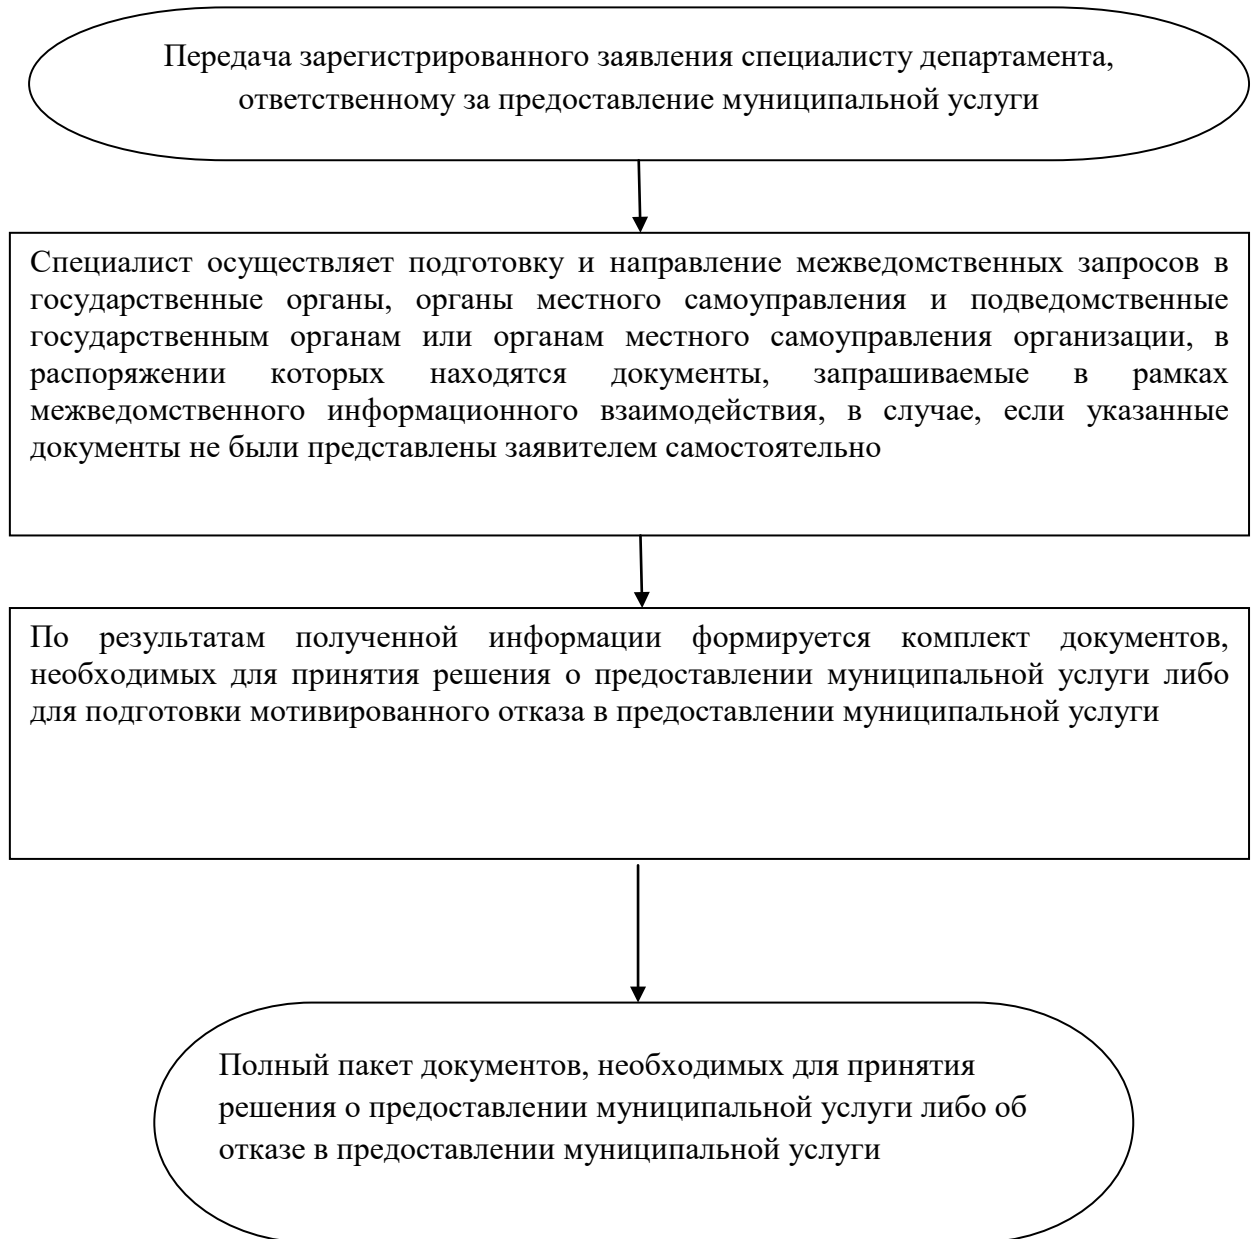 Передача зарегистрированного заявления специалисту департамента,
ответственному за предоставление муниципальной услуги
Специалист осуществляет подготовку и направление межведомственных запросов в
государственные органы, органы местного самоуправления и подведомственные
государственным органам или органам местного самоуправления организации, в
распоряжении которых находятся документы, запрашиваемые в рамках
межведомственного информационного взаимодействия, в случае, если указанные
документы не были представлены заявителем самостоятельно
По результатам полученной информации формируется комплект документов,
необходимых для принятия решения о предоставлении муниципальной услуги либо
для подготовки мотивированного отказа в предоставлении муниципальной услуги
Полный пакет документов, необходимых для принятия
решения о предоставлении муниципальной услуги либо об
отказе в предоставлении муниципальной услуги